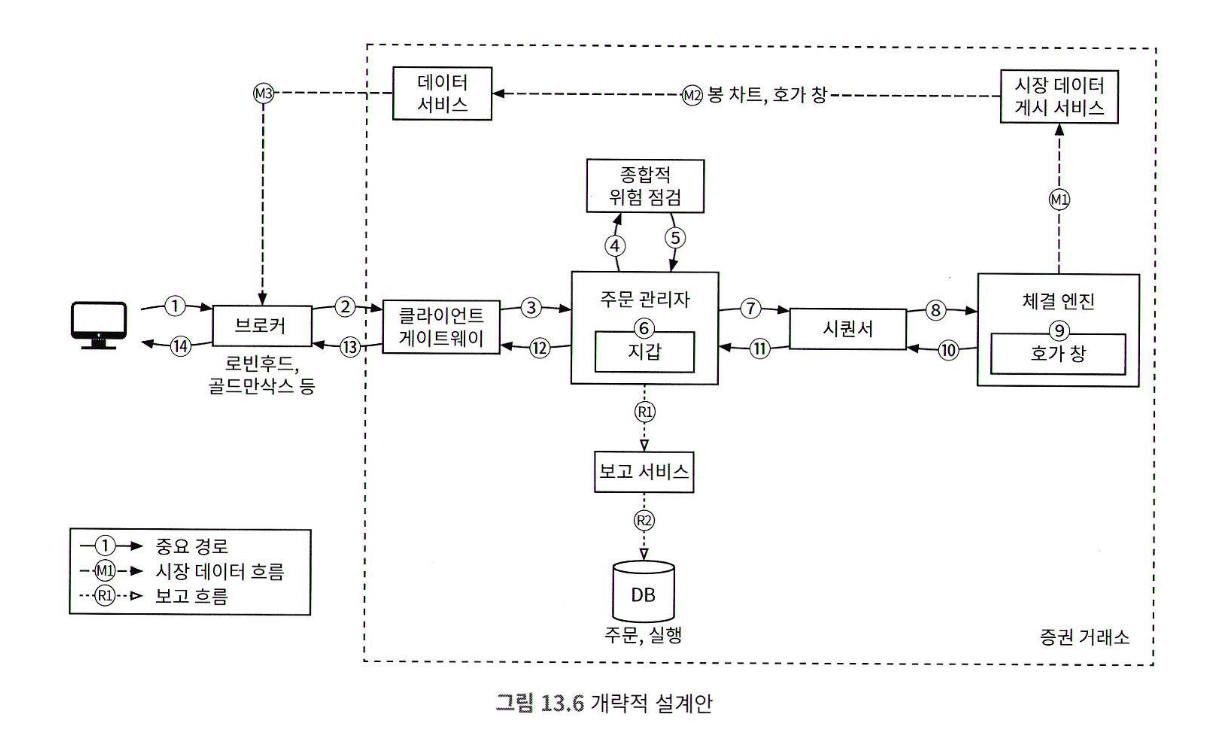 데이터
서비스
M3
M2 봉 차트, 호가 창
시장 데이터
게시 서비스
M1
종합적
위험 점검
4
5
1
14
브로커
로빈후드,
골드만삭스 등
2
13
클라이언트
게이트웨이
3
12
주문 관리자
6
지갑
7
11
시퀀서
8
10
체결 엔진
9
호가 창
R1
보고 서비스
R2
DB
주문, 실행
1 중요 경로
M1 시장 데이터 흐름
R1 보고 흐름
증권 거래소
그림 13.6 개략적 설계안